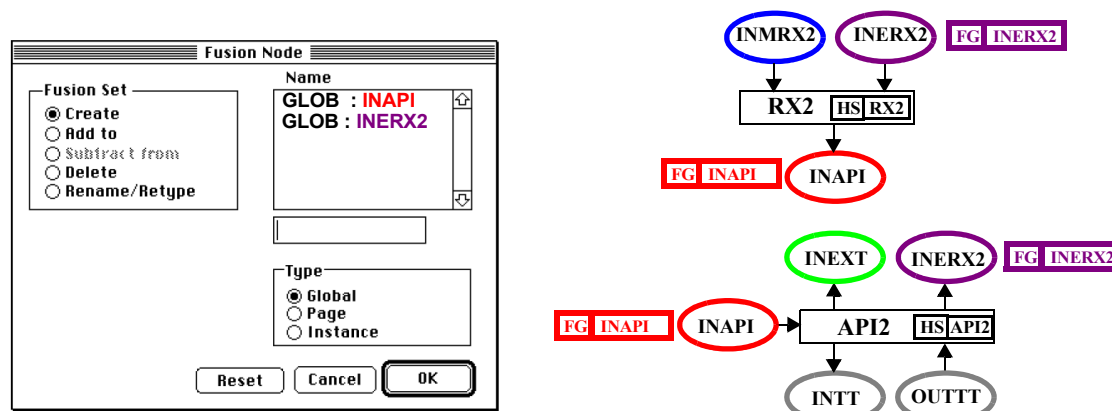 Fusion Node
Fusion Set
Create
Add to
Subtract from
Delete
Rename/Retype
Name
GLOB : INAPI
GLOB : INERX2
Type
Global
Page
Instance
Reset Cancel OK
INMRX2 INERX2 FG INERX2
RX2 HS RX2
FG INAPI INAPI
INEXT INERX2 FG INERX2
FG INAPI INAPI API2 HS API2
INTT OUTTT